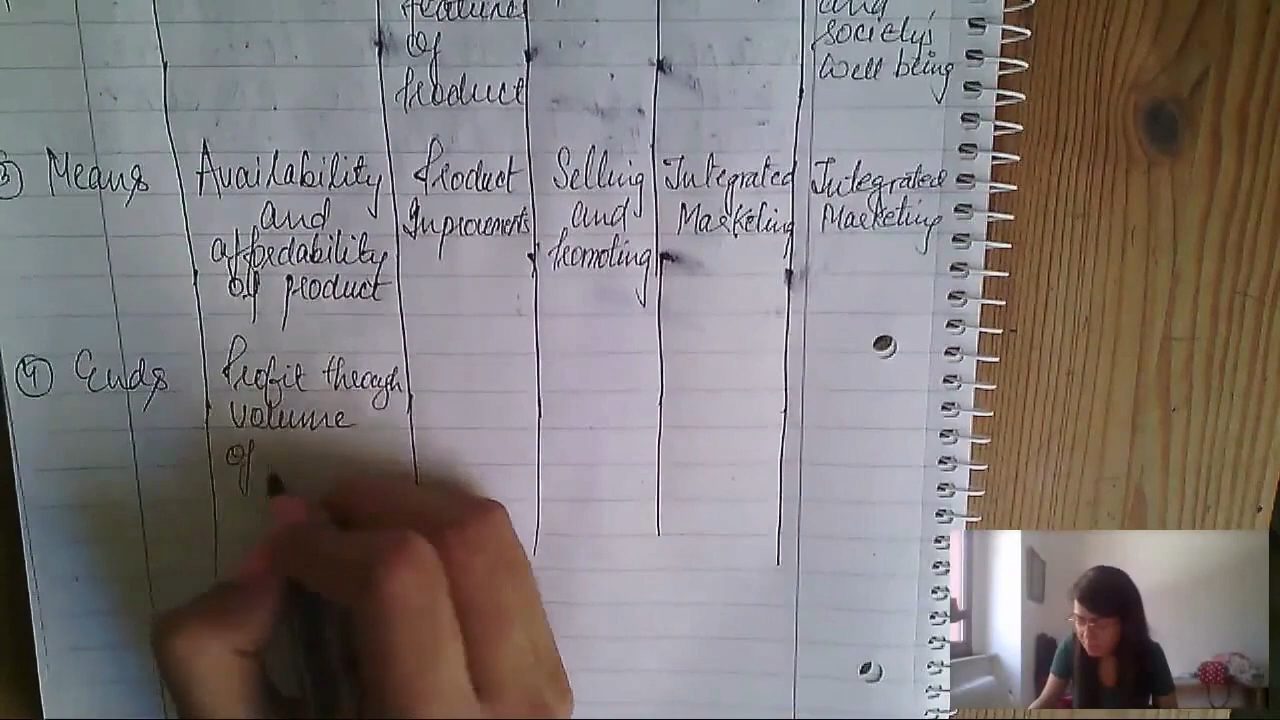 features
of
Product
and
society's
well being
3 Means
Availability
and
affordability
of product
Product
Improvements
Selling
and
Promoting
Integrated
Marketing
Integrated
Marketing
4 Ends
Profit through
volume
of